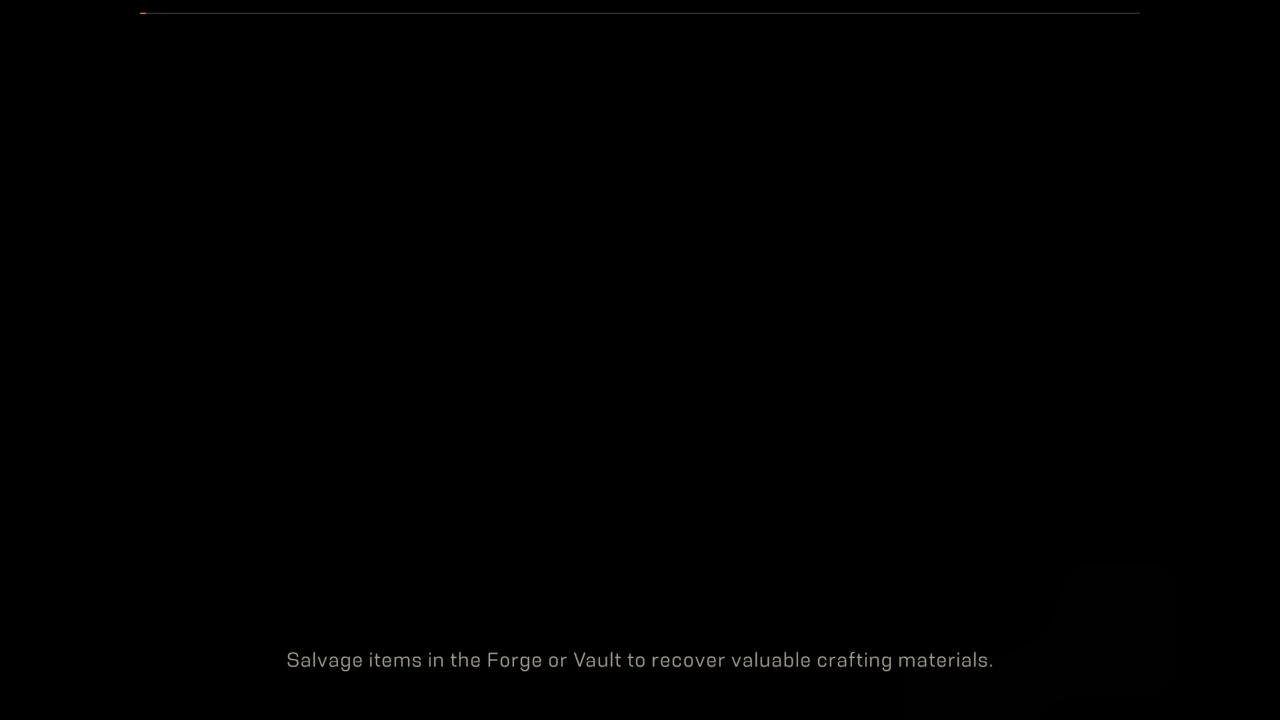 Salvage items in the Forge or Vault to recover valuable crafting materials.